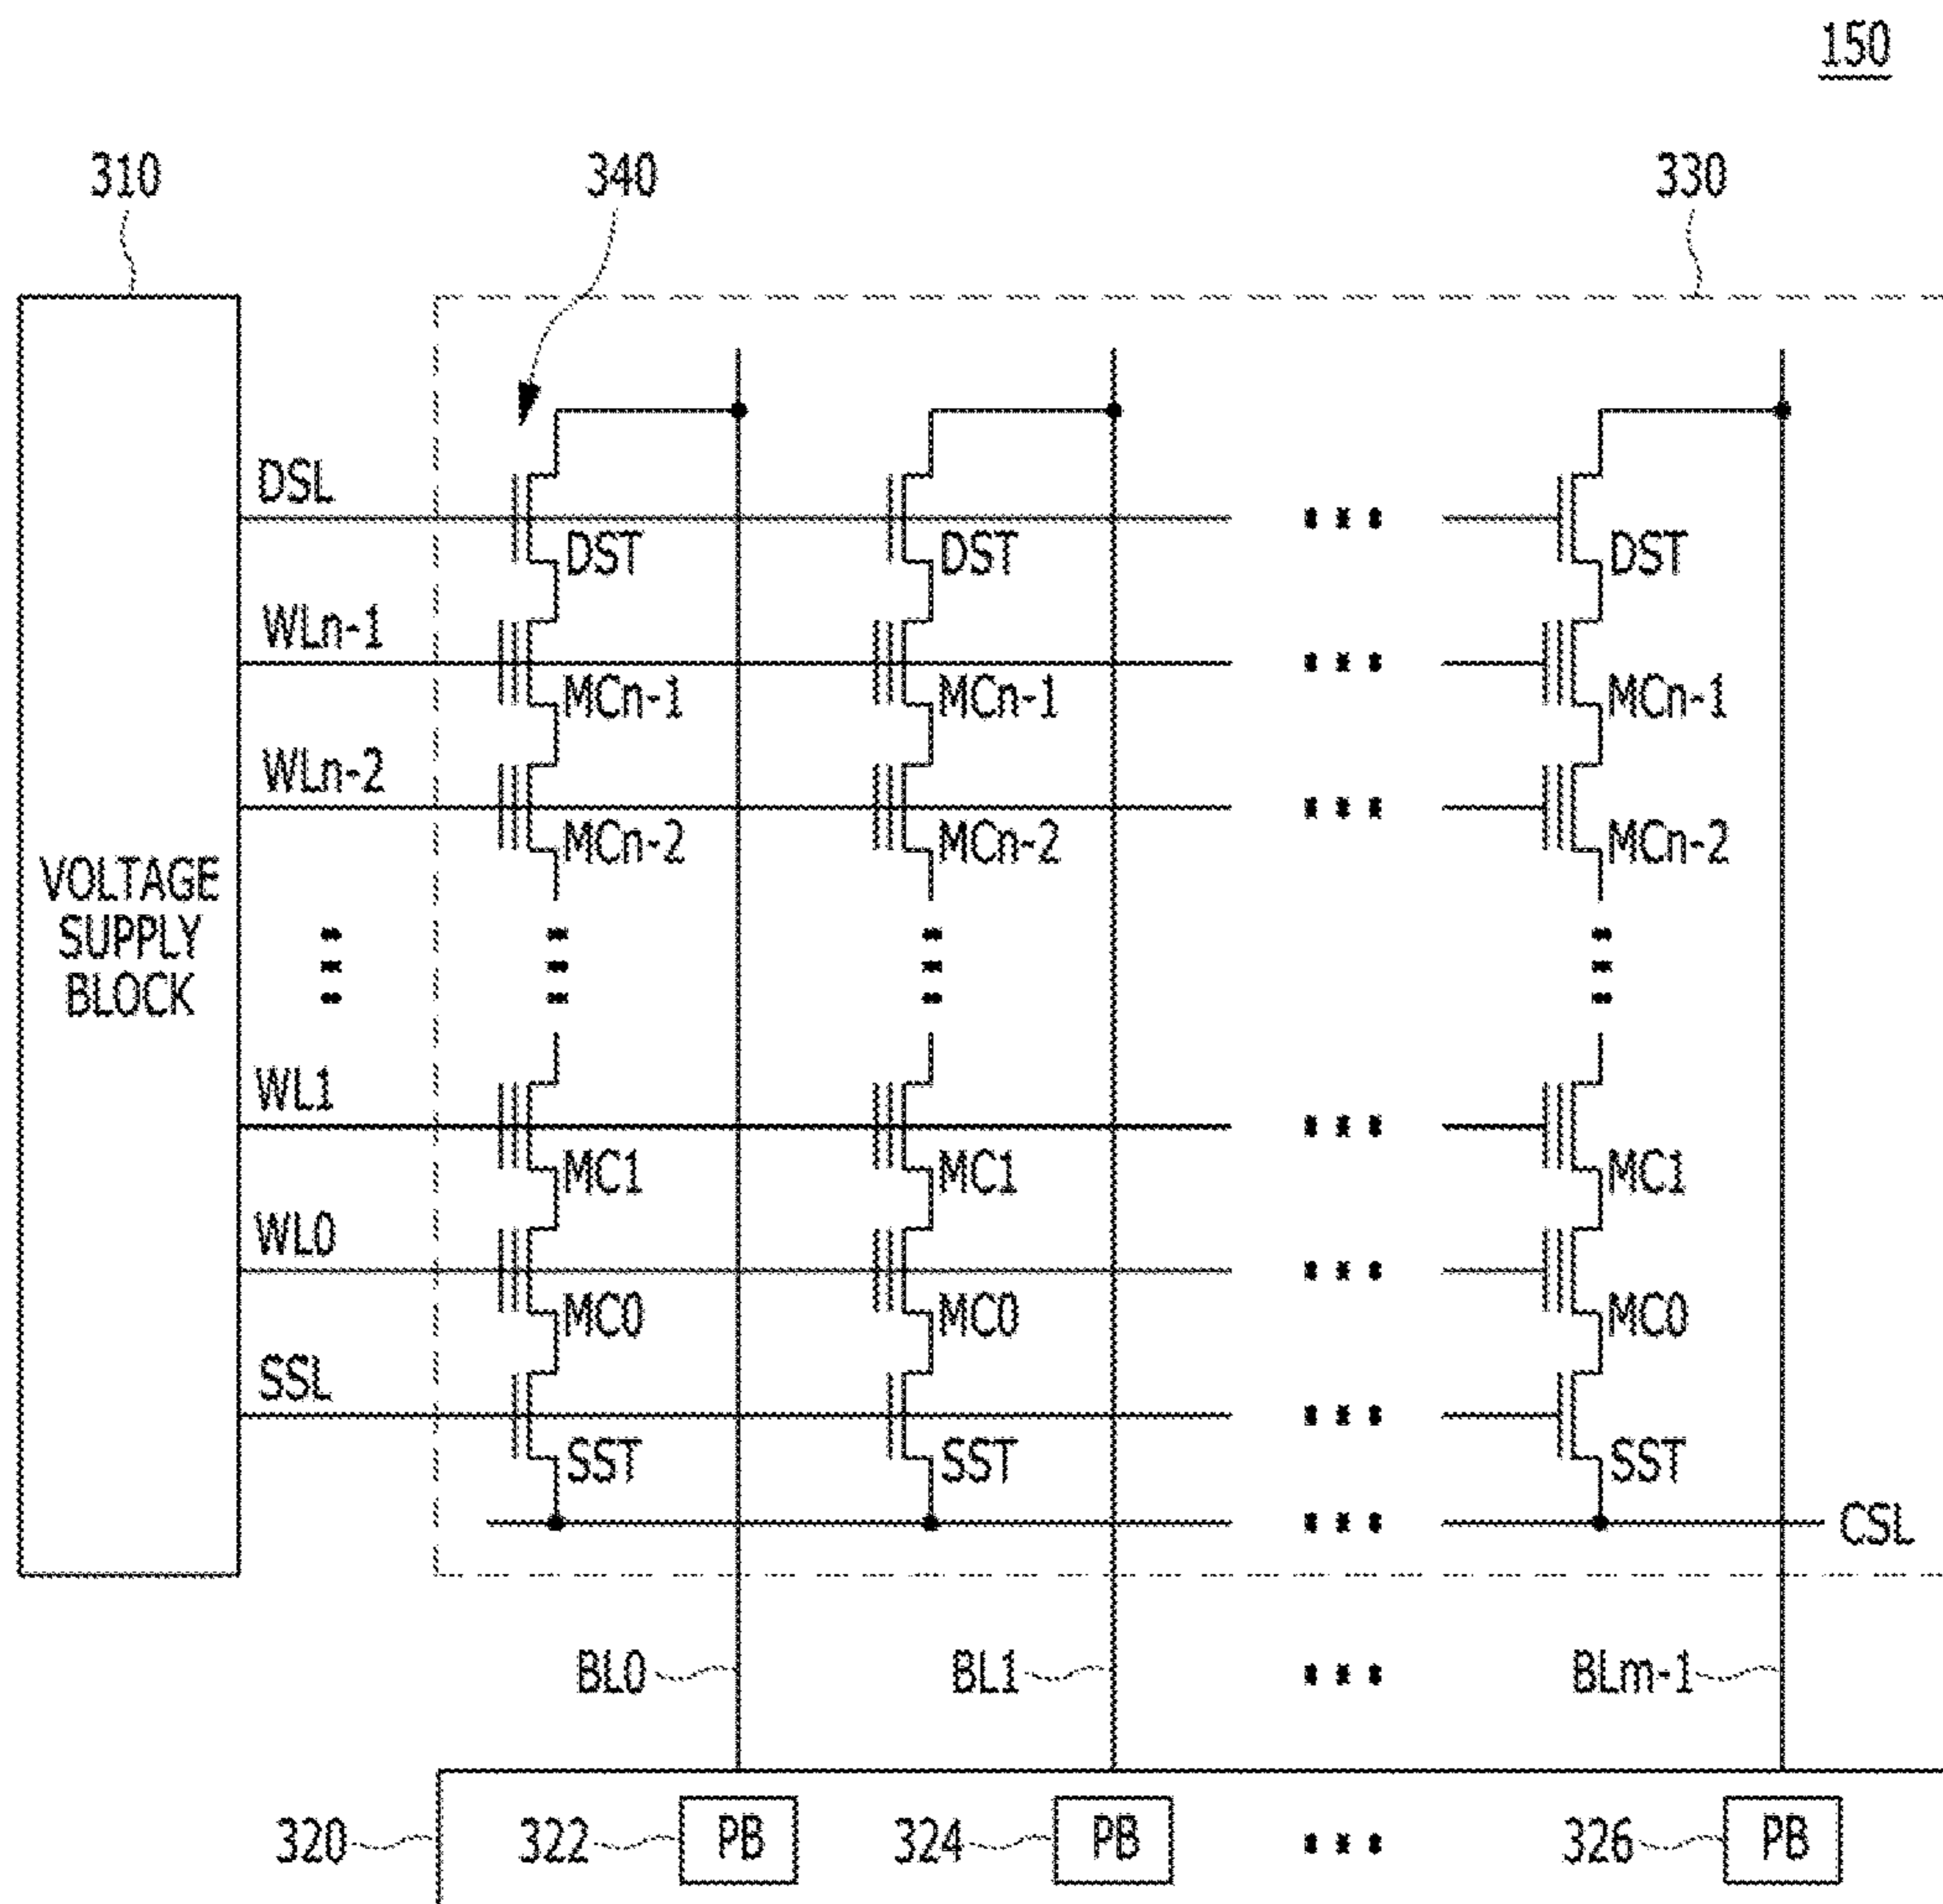 150
310 340 330
DSL
DST DST DST
WLn-1
MCn-1 MCn-1 MCn-1
WLn-2
MCn-2 MCn-2 MCn-2
VOLTAGE
SUPPLY
BLOCK
WL1
MC1 MC1 MC1
WL0
MC0 MC0 MC0
SSL
SST SST SST
CSL
BL0 BL1 BLm-1
320 322 PB 324 PB 326 PB